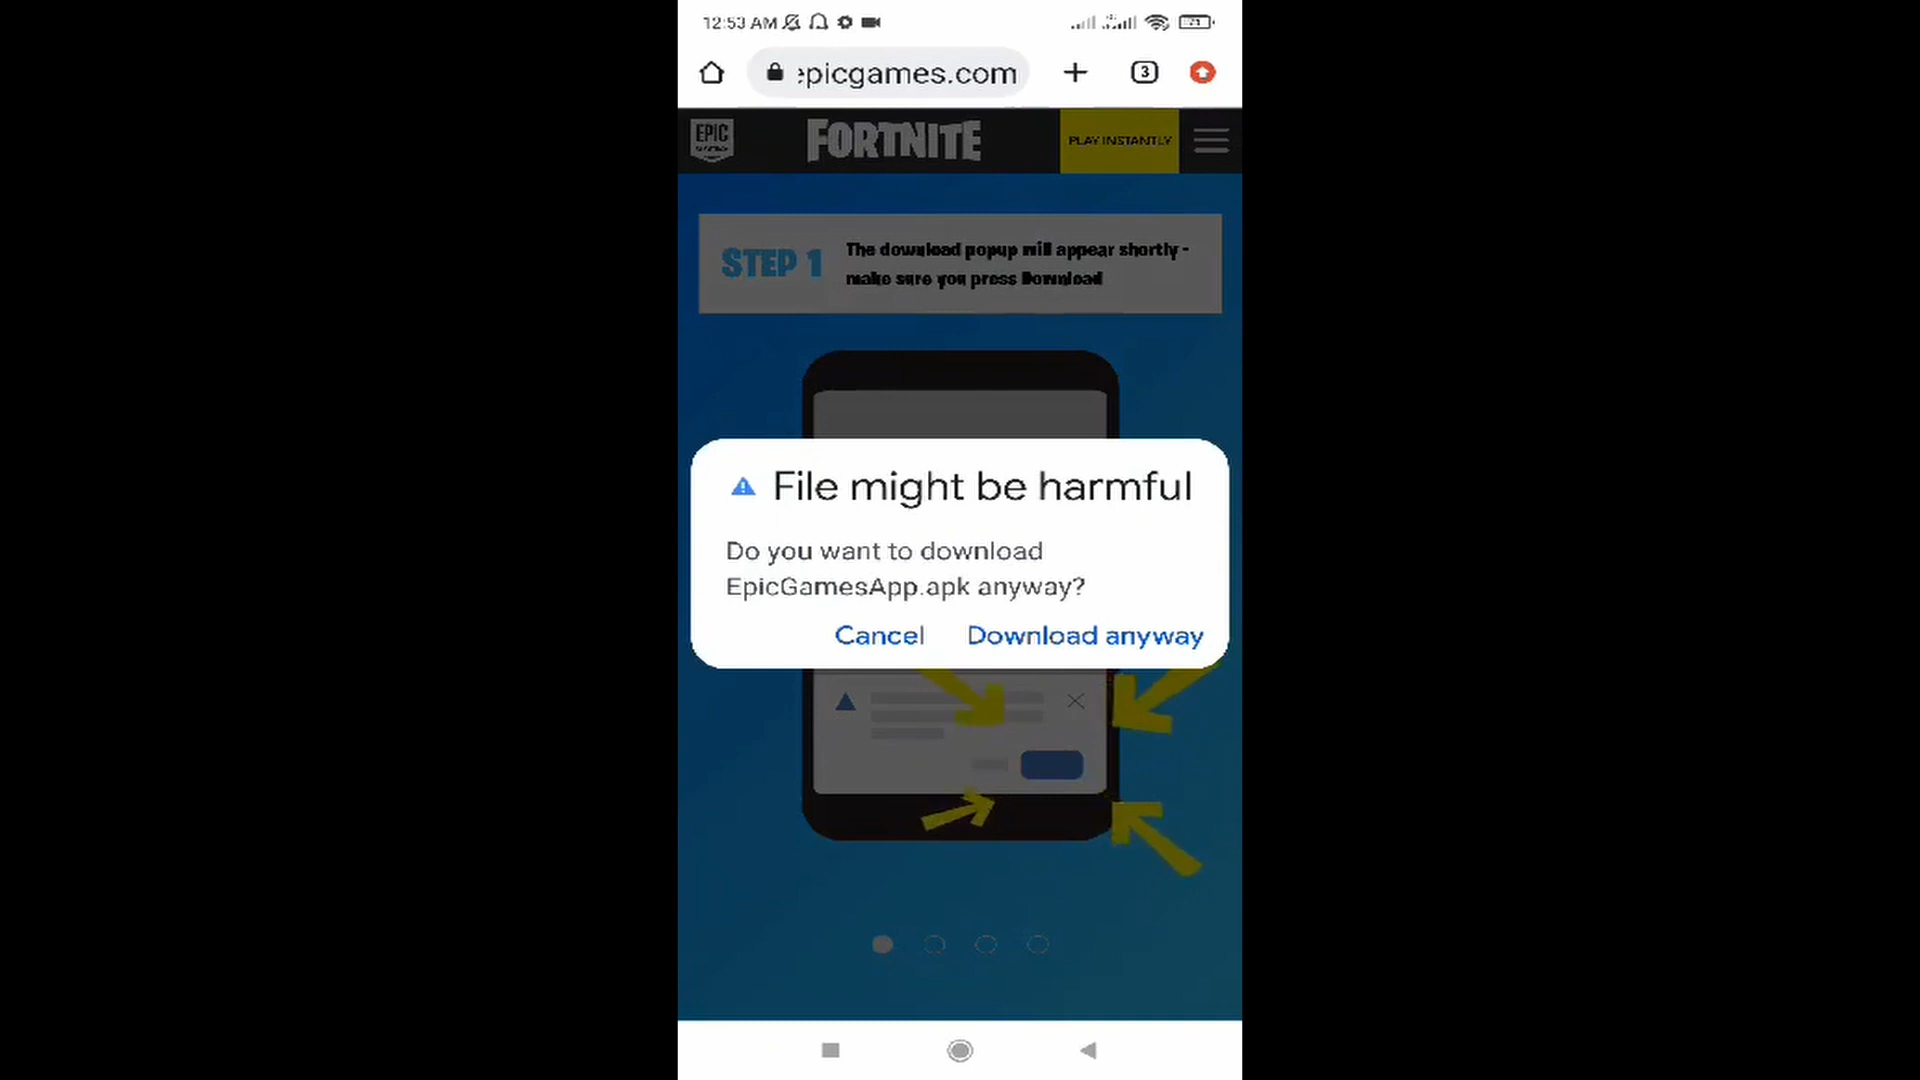 12:53 AM
71
epicgames.com
3
EPIC
FORTNITE
PLAY INSTANTLY
STEP 1
The download popup will appear shortly -
make sure you press Download
File might be harmful
Do you want to download
EpicGamesApp.apk anyway?
Cancel Download anyway